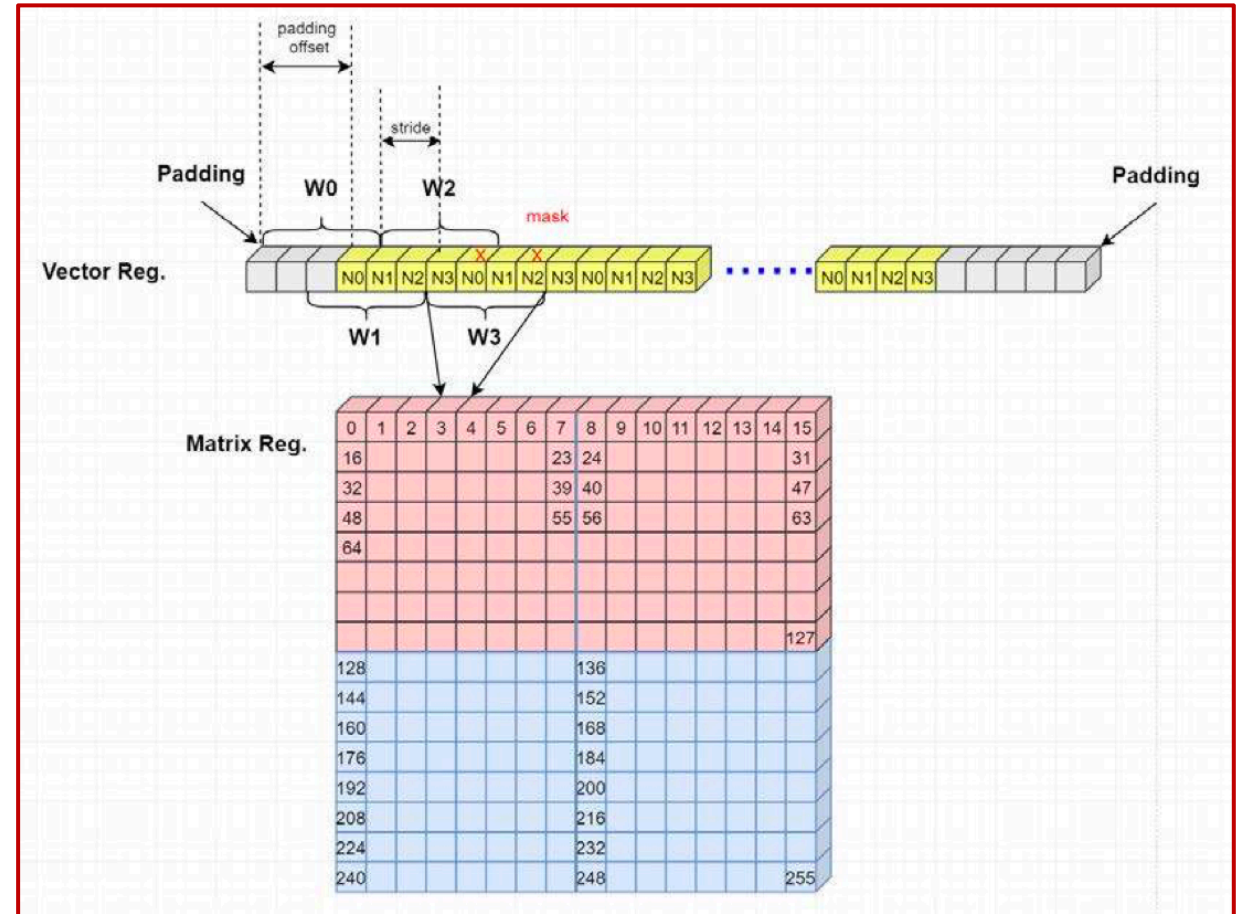 padding
offset
stride
Padding
W0
W2
Padding
mask
X X
Vector Reg.
N0 N1 N2 N3 N0 N1 N2 N3 N0 N1 N2 N3
N0 N1 N2 N3
W1
W3
Matrix Reg.
0 1 2 3 4 5 6 7 8 9 10 11 12 13 14 15
16 23 24 31
32 39 40 47
48 55 56 63
64
127
128 136
144 152
160 168
176 184
192 200
208 216
224 232
240 248 255